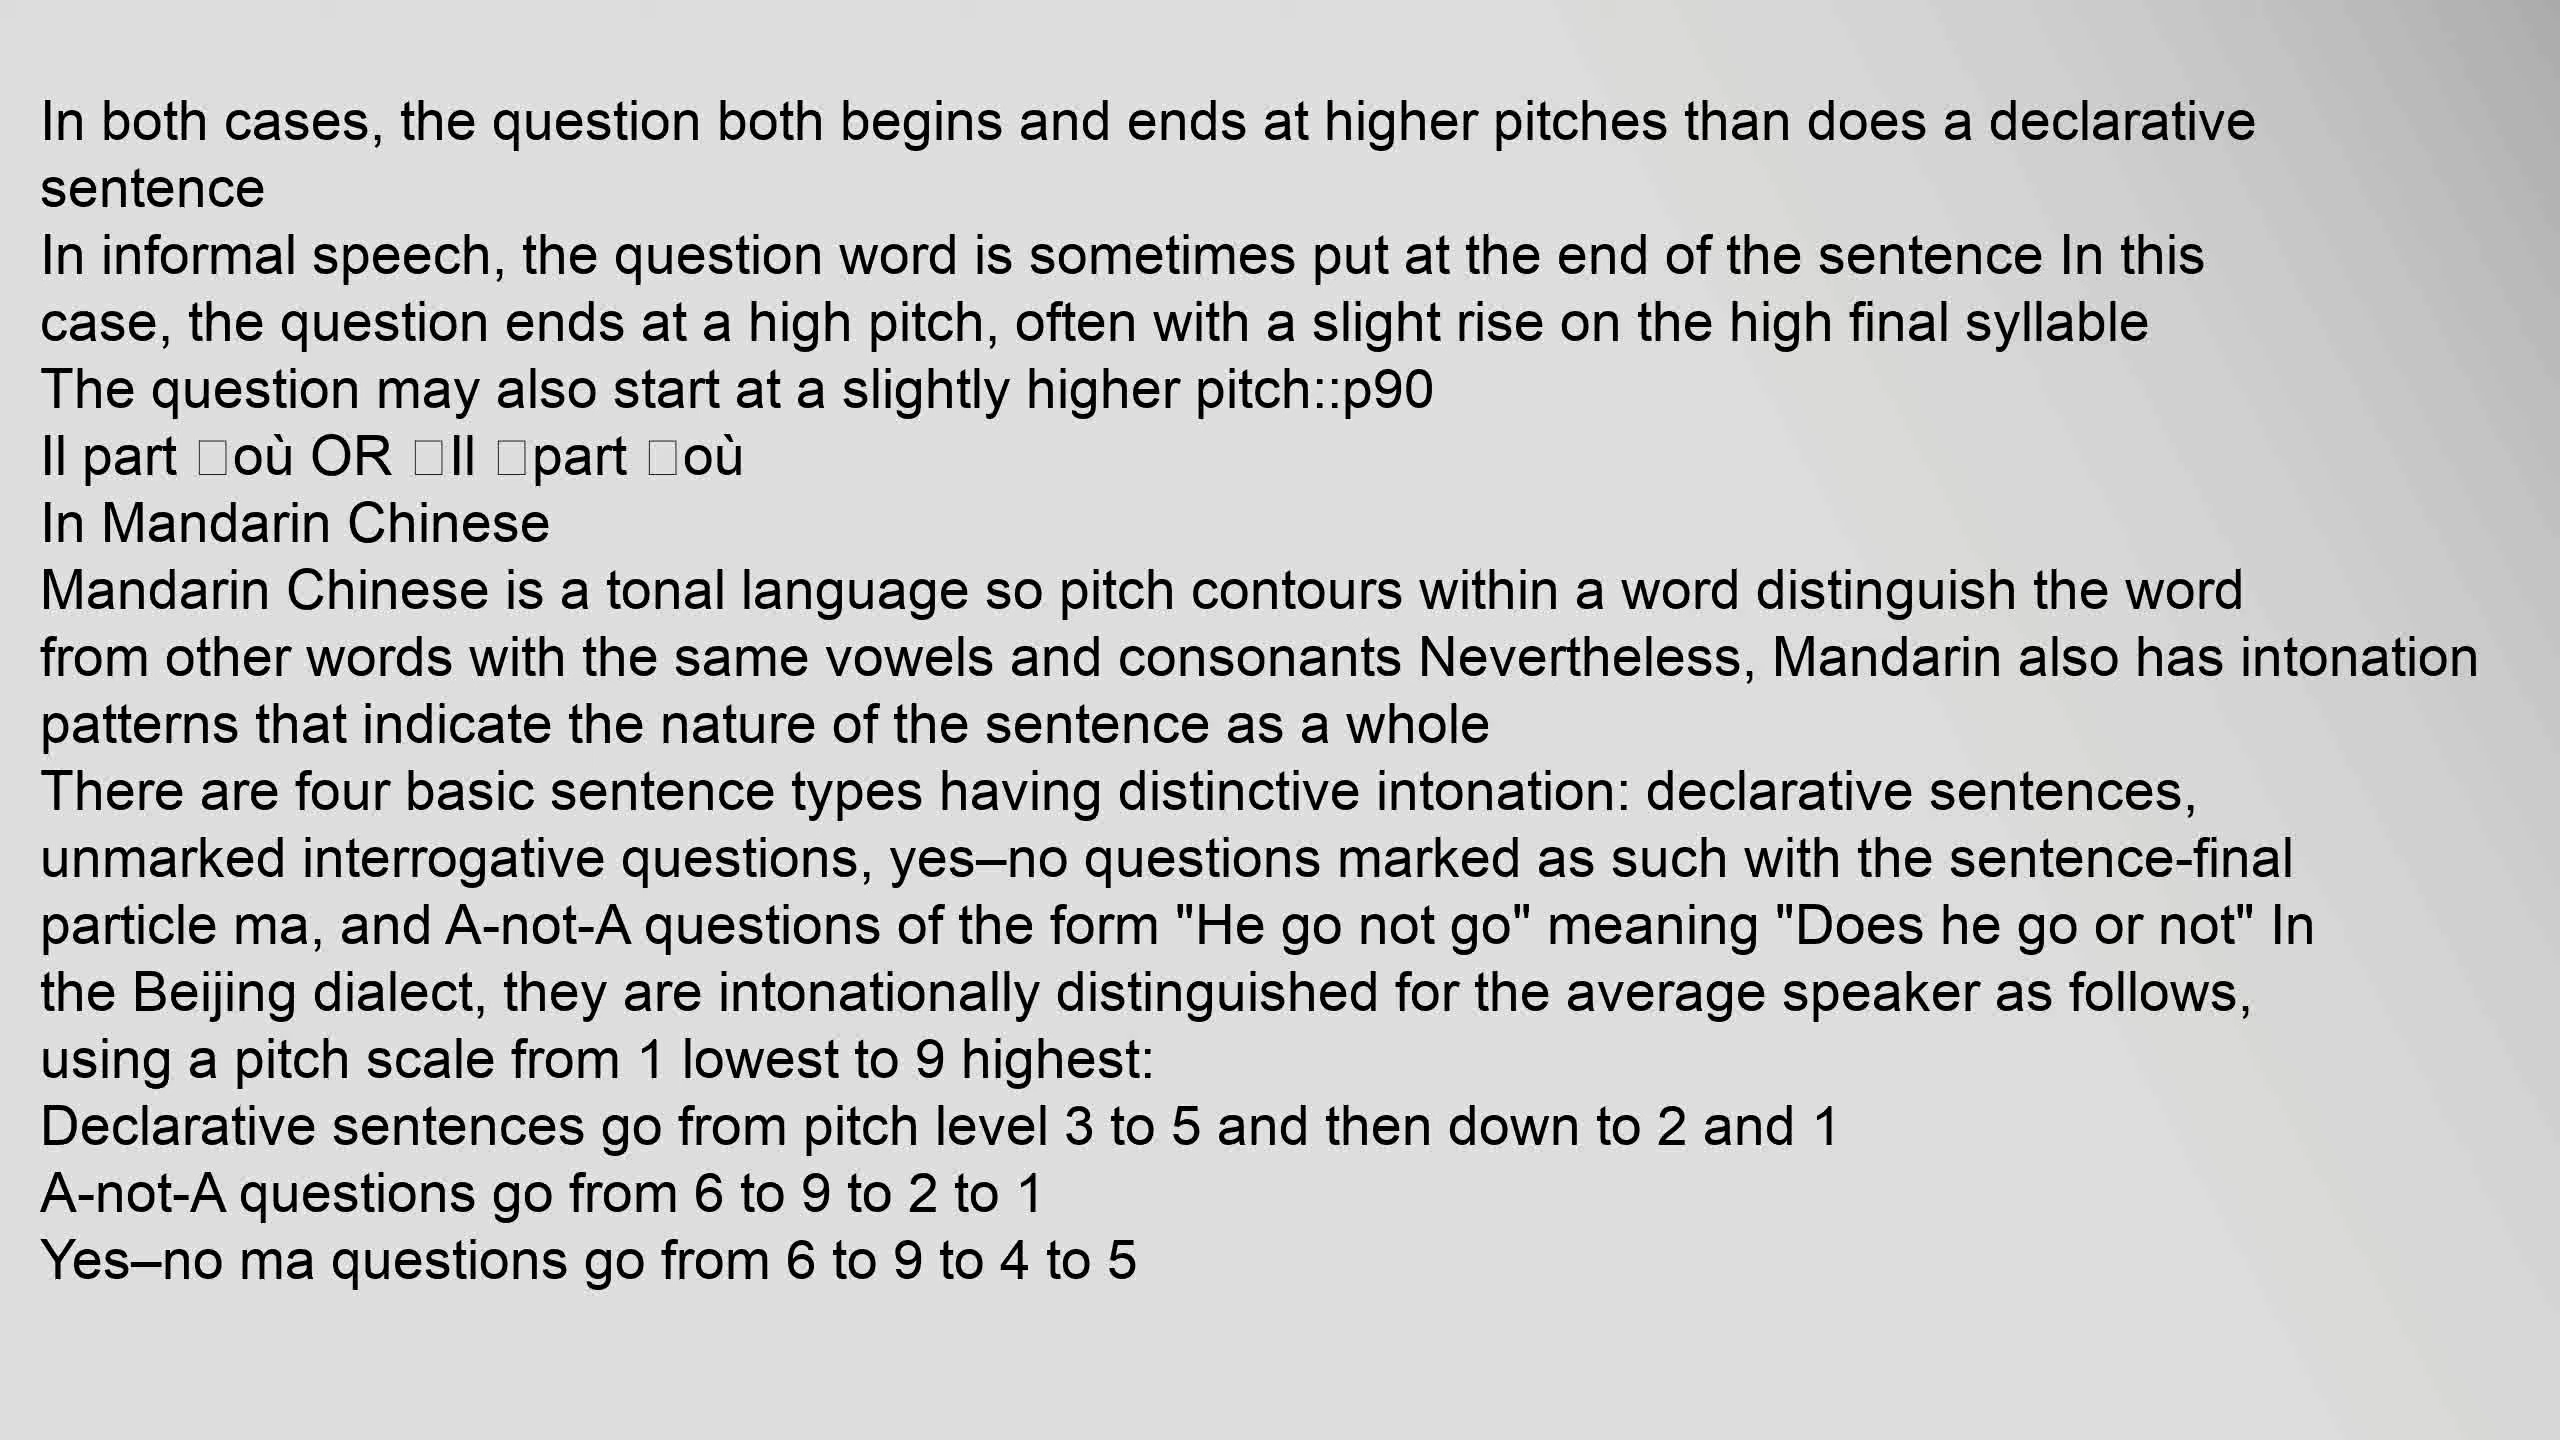 In both cases, the question both begins and ends at higher pitches than does a declarative
sentence
In informal speech, the question word is sometimes put at the end of the sentence In this
case, the question ends at a high pitch, often with a slight rise on the high final syllable
The question may also start at a slightly higher pitch::p90
Il part □où OR □Il □part □où
In Mandarin Chinese
Mandarin Chinese is a tonal language so pitch contours within a word distinguish the word
from other words with the same vowels and consonants Nevertheless, Mandarin also has intonation
patterns that indicate the nature of the sentence as a whole
There are four basic sentence types having distinctive intonation: declarative sentences,
unmarked interrogative questions, yes–no questions marked as such with the sentence-final
particle ma, and A-not-A questions of the form "He go not go" meaning "Does he go or not" In
the Beijing dialect, they are intonationally distinguished for the average speaker as follows,
using a pitch scale from 1 lowest to 9 highest:
Declarative sentences go from pitch level 3 to 5 and then down to 2 and 1
A-not-A questions go from 6 to 9 to 2 to 1
Yes–no ma questions go from 6 to 9 to 4 to 5